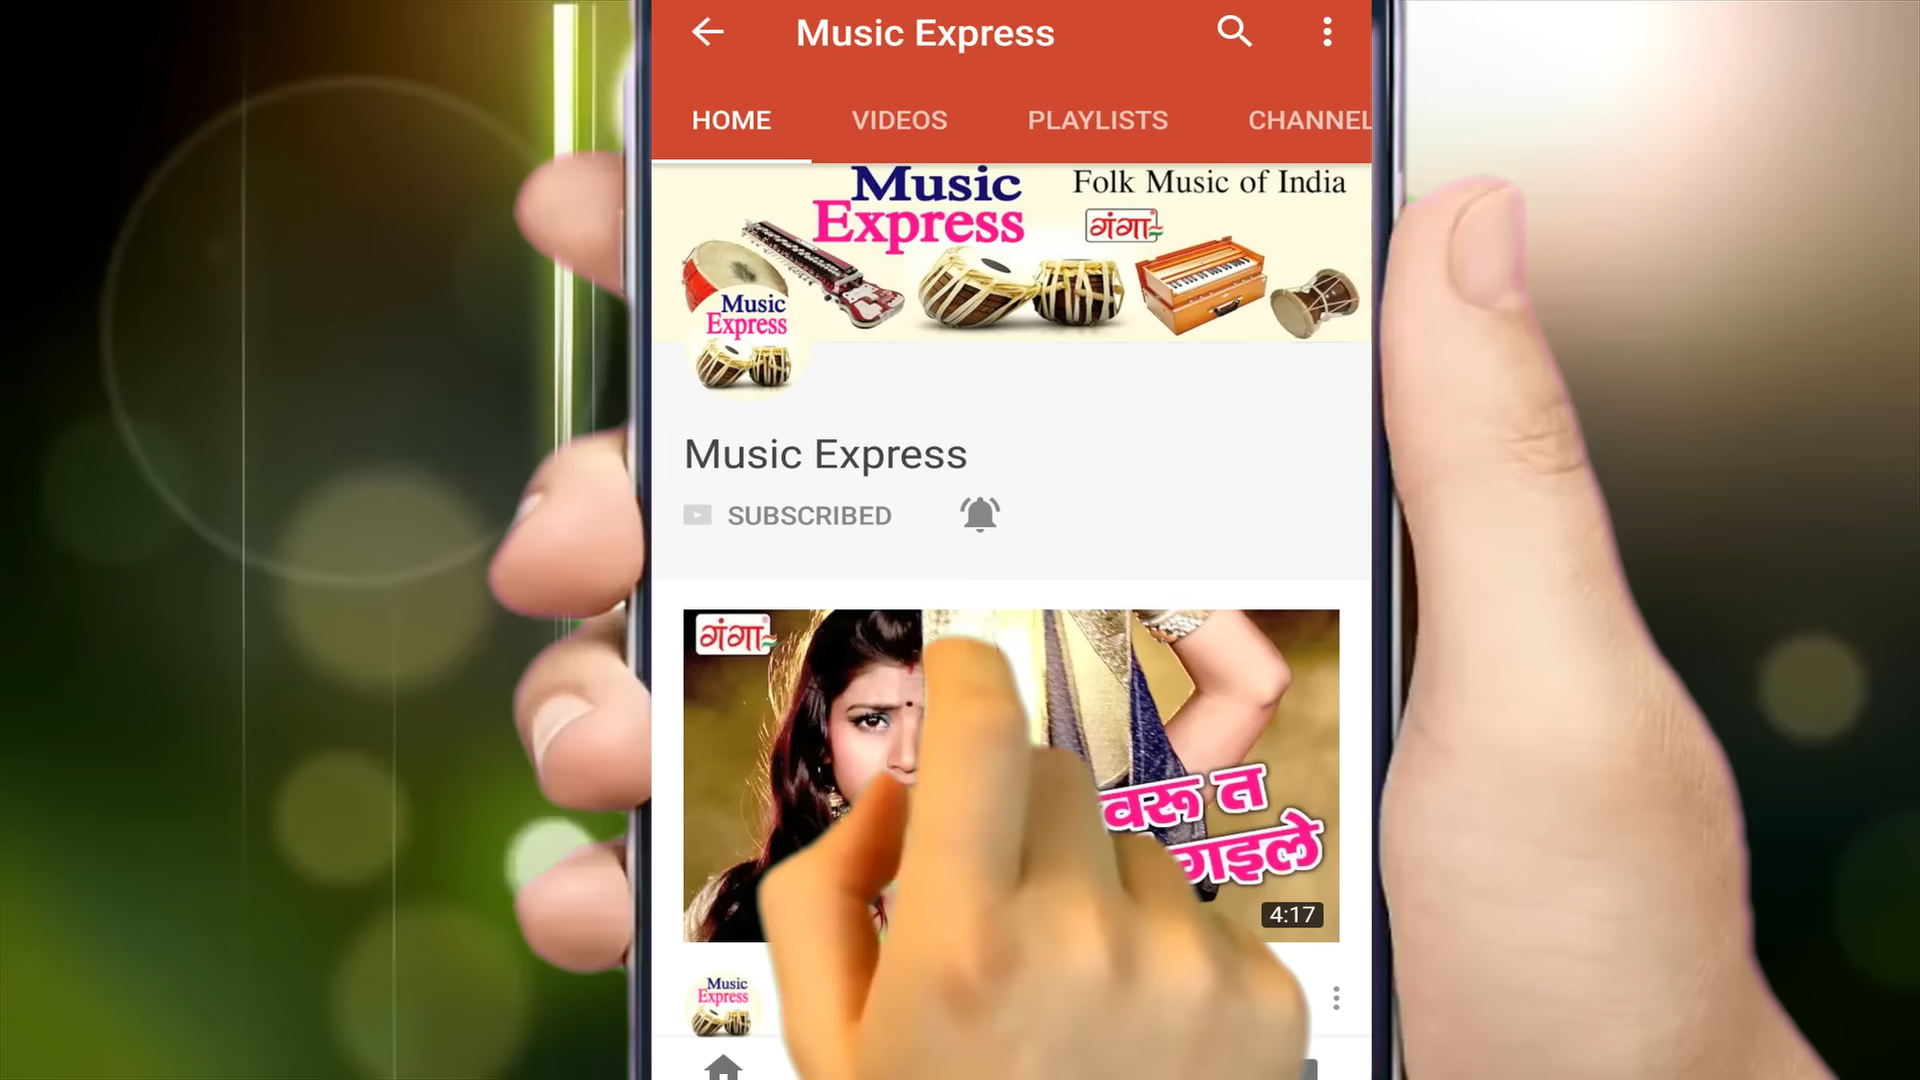 Music Express
HOME VIDEOS PLAYLISTS CHANNEL
Music
Express
Folk Music of India
गंगा
Music
Express
Music Express
SUBSCRIBED
गंगा
वरू त
गइले
4:17
Music
Express